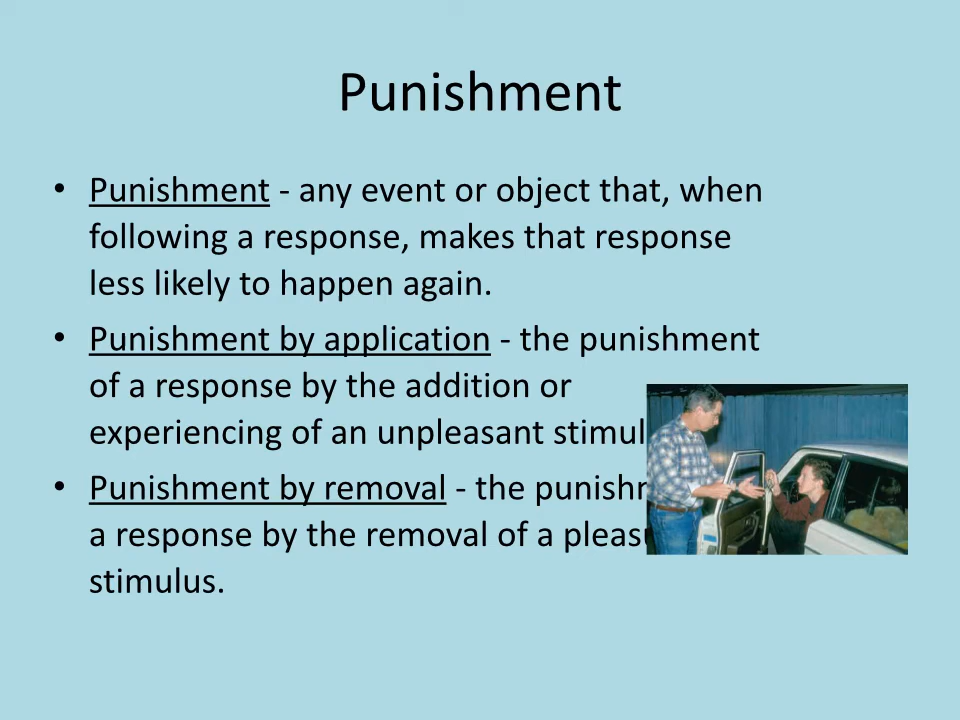 Punishment
• Punishment - any event or object that, when
following a response, makes that response
less likely to happen again.
• Punishment by application - the punishment
of a response by the addition or
experiencing of an unpleasant
• Punishment by removal - the
a response by the removal of a
stimulus.